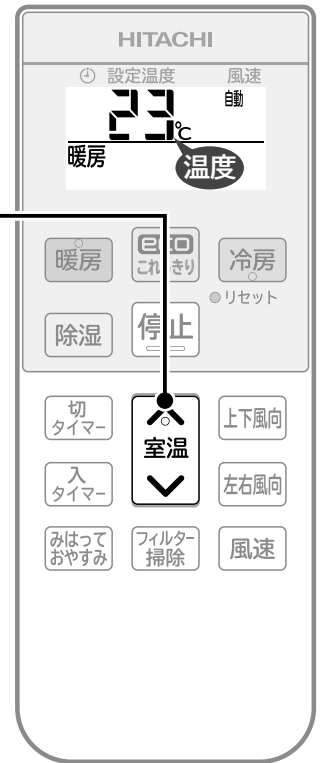 HITACHI
設定温度 風速
23℃ 自動
暖房 温度
暖房 eco これっきり 冷房
リセット
除湿 停止
切タイマー 室温 上下風向
入タイマー 左右風向
みはっておやすみ フィルター掃除 風速